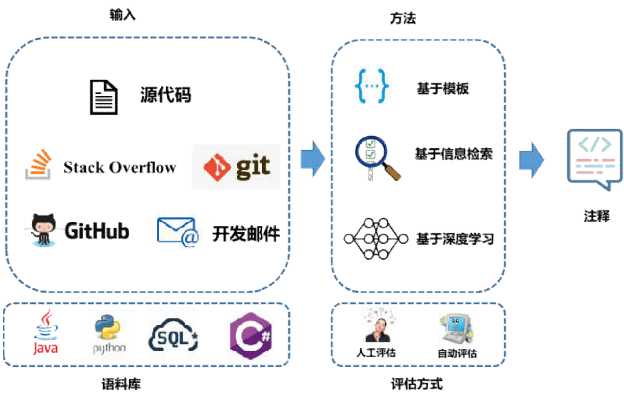 输入
方法
源代码
Stack Overflow
git
GitHub
@
开发邮件
基于模板
基于信息检索
基于深度学习
注释
Java
python
SQL
C#
人工评估
自动评估
语料库
评估方式